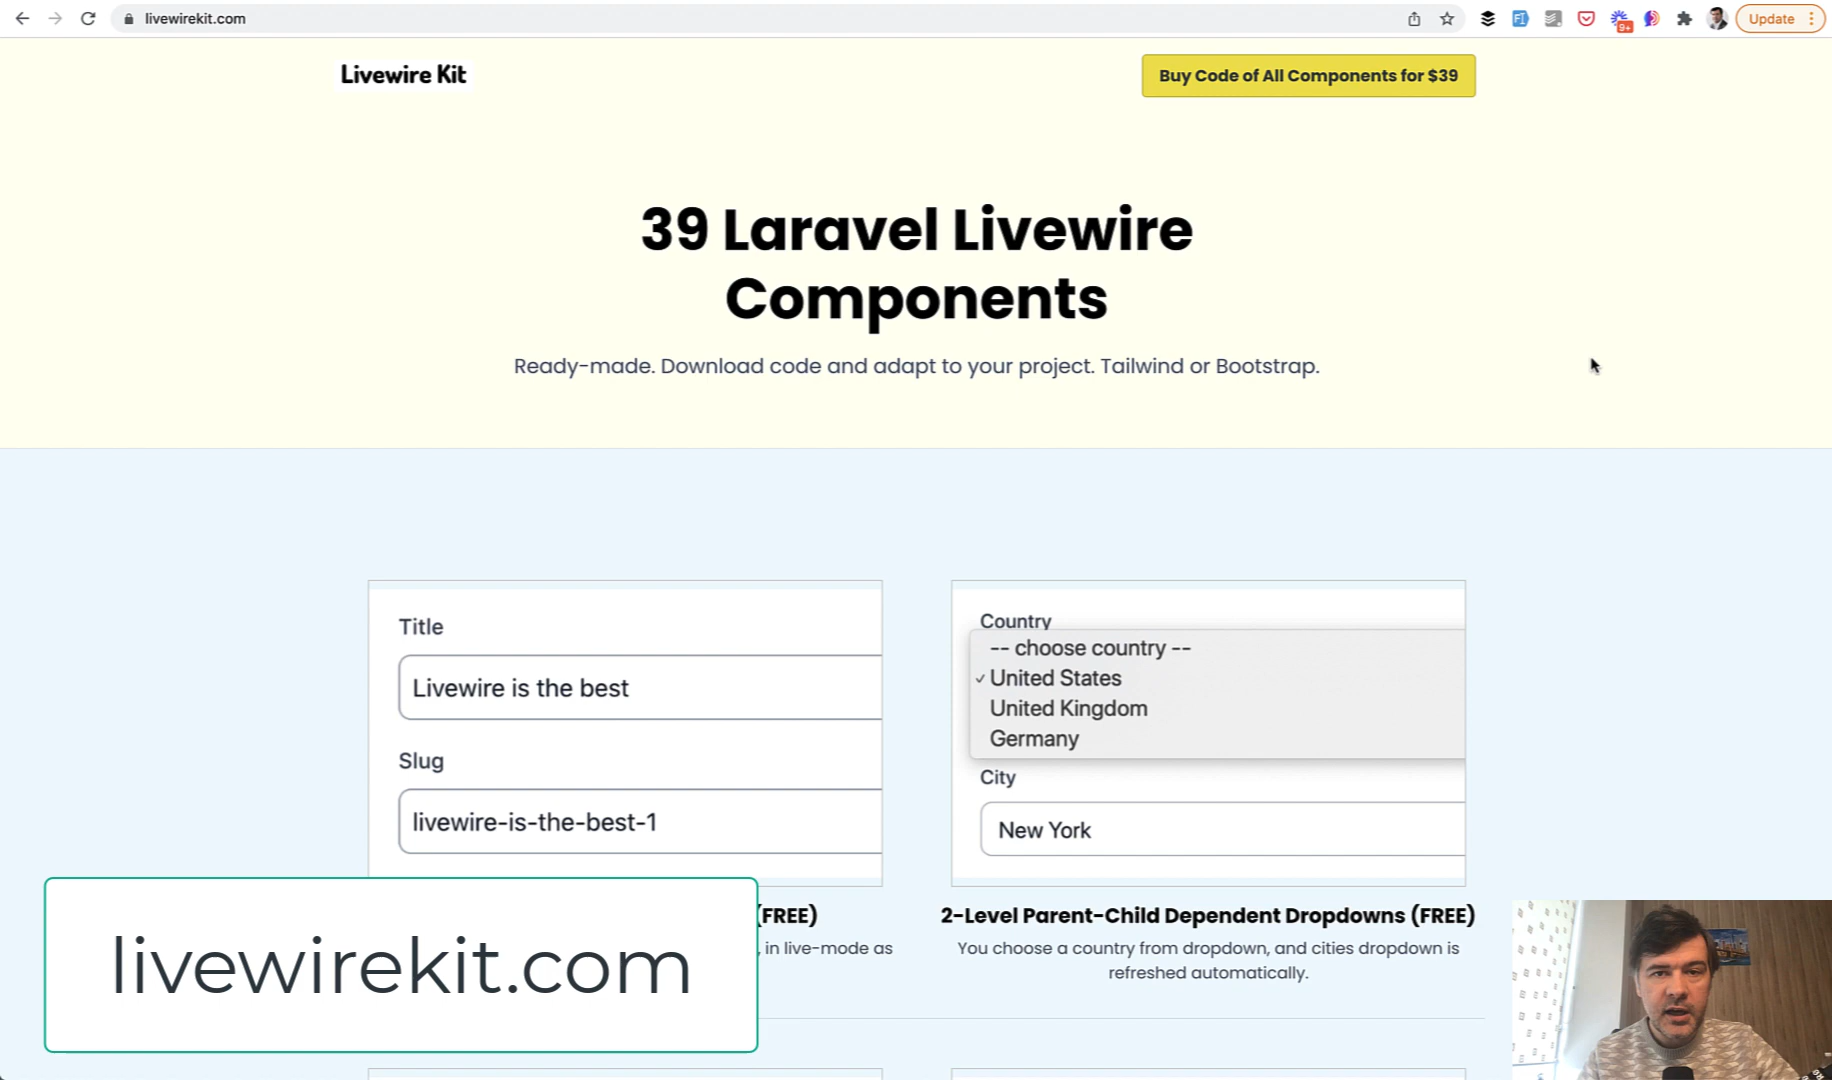 livewirekit.com
9+
Update
Livewire Kit
Buy Code of All Components for $39
39 Laravel Livewire
Components
Ready-made. Download code and adapt to your project. Tailwind or Bootstrap.
Title
Livewire is the best
Slug
livewire-is-the-best-1
Country
-- choose country --
✓ United States
United Kingdom
Germany
City
New York
(FREE)
, in live-mode as
2-Level Parent-Child Dependent Dropdowns (FREE)
You choose a country from dropdown, and cities dropdown is
refreshed automatically.
livewirekit.com